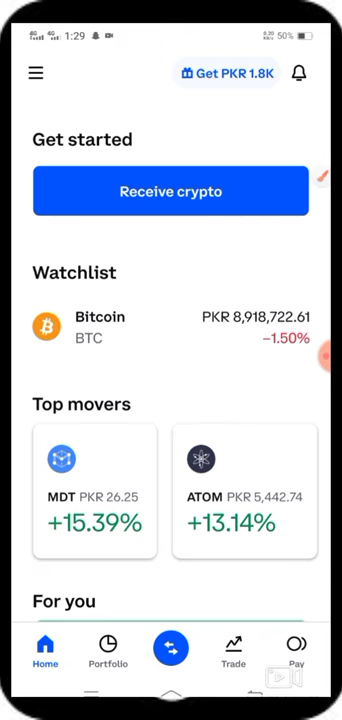 4G 4G 1:29 50%
Get PKR 1.8K
Get started
Receive crypto
Watchlist
Bitcoin PKR 8,918,722.61
BTC -1.50%
Top movers
MDT PKR 26.25 ATOM PKR 5,442.74
+15.39% +13.14%
For you
Home Portfolio Trade Pay